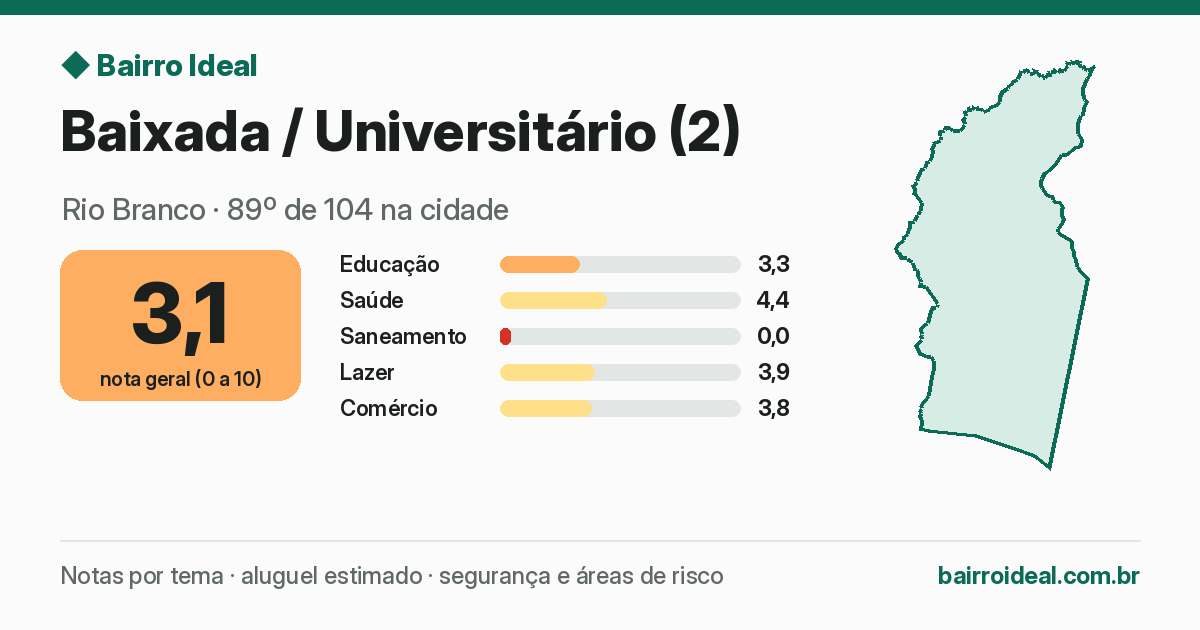 Bairro Ideal
Baixada / Universitário (2)
Rio Branco · 89º de 104 na cidade
3,1
nota geral (0 a 10)
Educação 3,3
Saúde 4,4
Saneamento 0,0
Lazer 3,9
Comércio 3,8
Notas por tema · aluguel estimado · segurança e áreas de risco
bairroideal.com.br